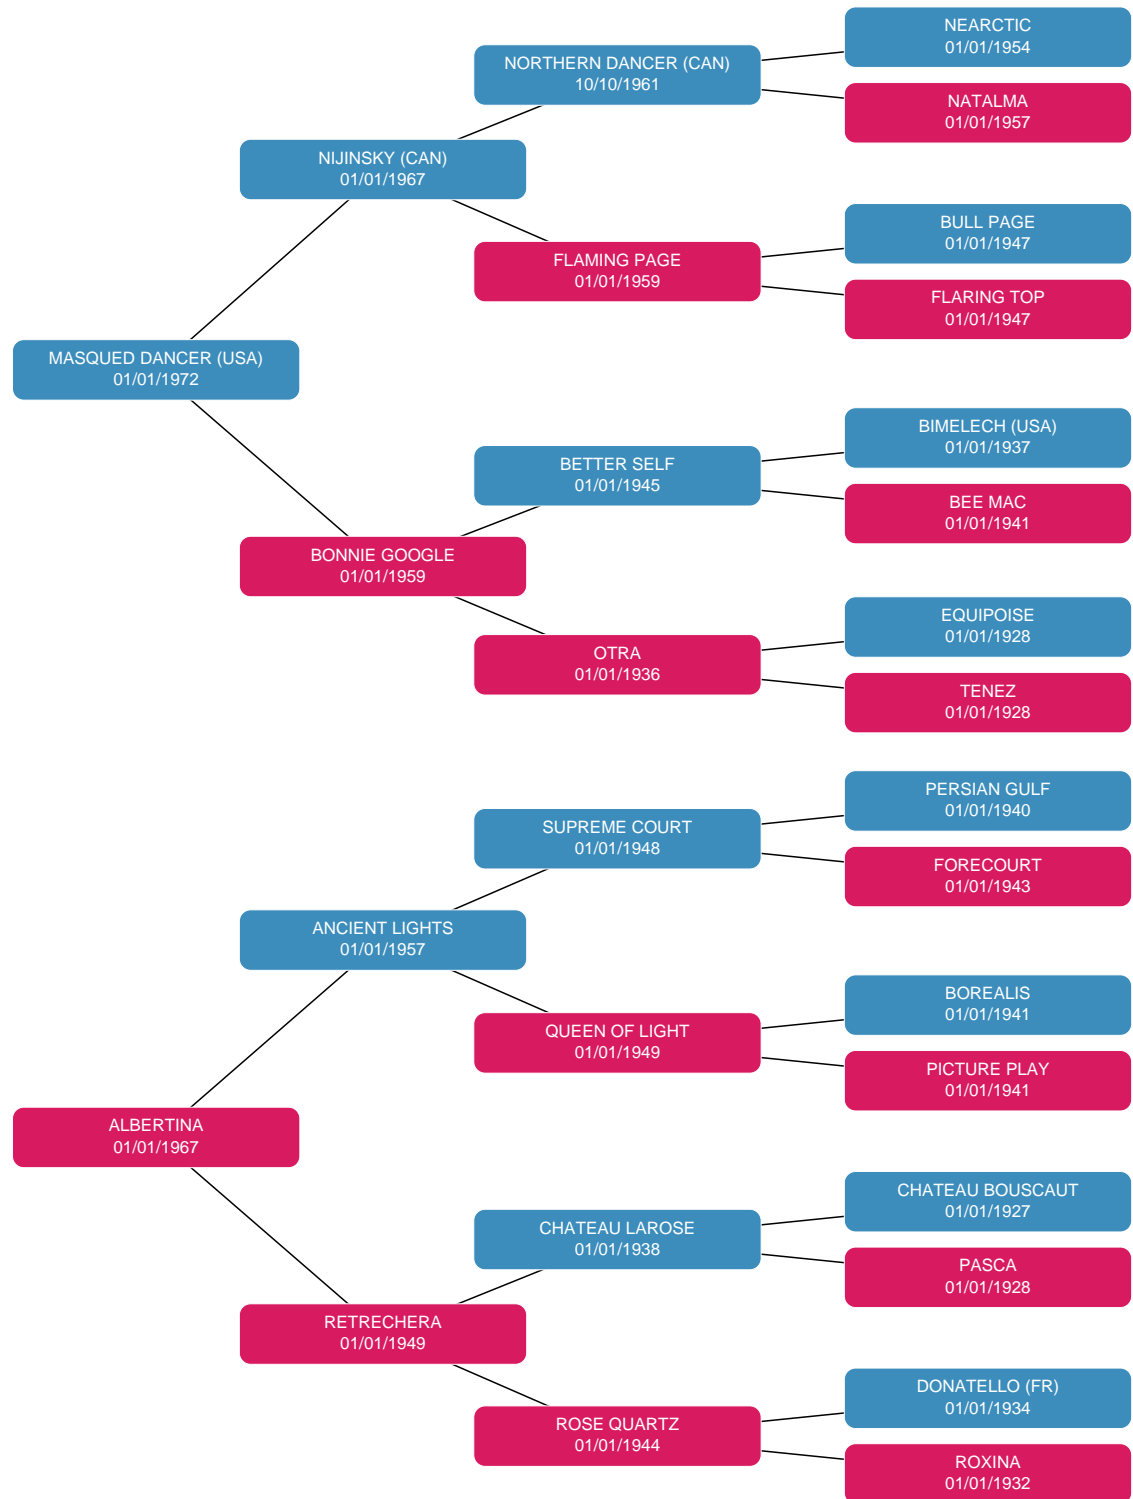 NEARCTIC
01/01/1954
NORTHERN DANCER (CAN)
10/10/1961
NATALMA
01/01/1957
NIJINSKY (CAN)
01/01/1967
BULL PAGE
01/01/1947
FLAMING PAGE
01/01/1959
FLARING TOP
01/01/1947
MASQUED DANCER (USA)
01/01/1972
BIMELECH (USA)
01/01/1937
BETTER SELF
01/01/1945
BEE MAC
01/01/1941
BONNIE GOOGLE
01/01/1959
EQUIPOISE
01/01/1928
OTRA
01/01/1936
TENEZ
01/01/1928
PERSIAN GULF
01/01/1940
SUPREME COURT
01/01/1948
FORECOURT
01/01/1943
ANCIENT LIGHTS
01/01/1957
BOREALIS
01/01/1941
QUEEN OF LIGHT
01/01/1949
PICTURE PLAY
01/01/1941
ALBERTINA
01/01/1967
CHATEAU BOUSCAUT
01/01/1927
CHATEAU LAROSE
01/01/1938
PASCA
01/01/1928
RETRECHERA
01/01/1949
DONATELLO (FR)
01/01/1934
ROSE QUARTZ
01/01/1944
ROXINA
01/01/1932